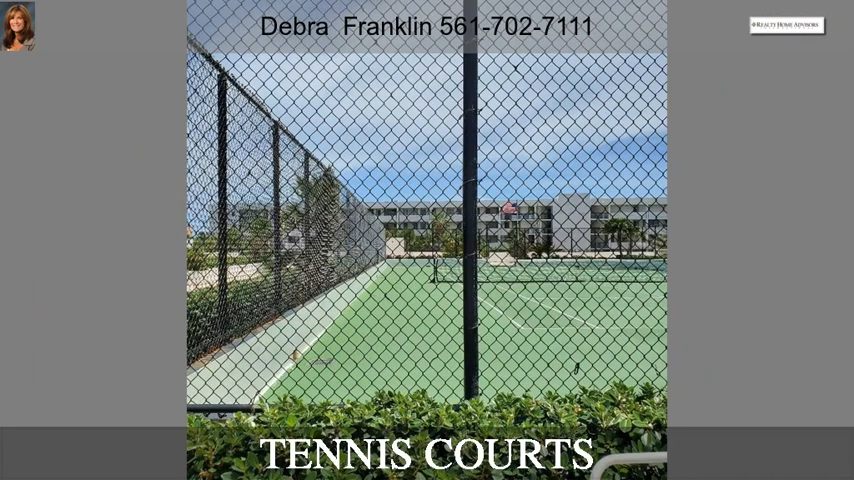 Debra  Franklin 561-702-7111
REALTY HOME ADVISORS
TENNIS COURTS